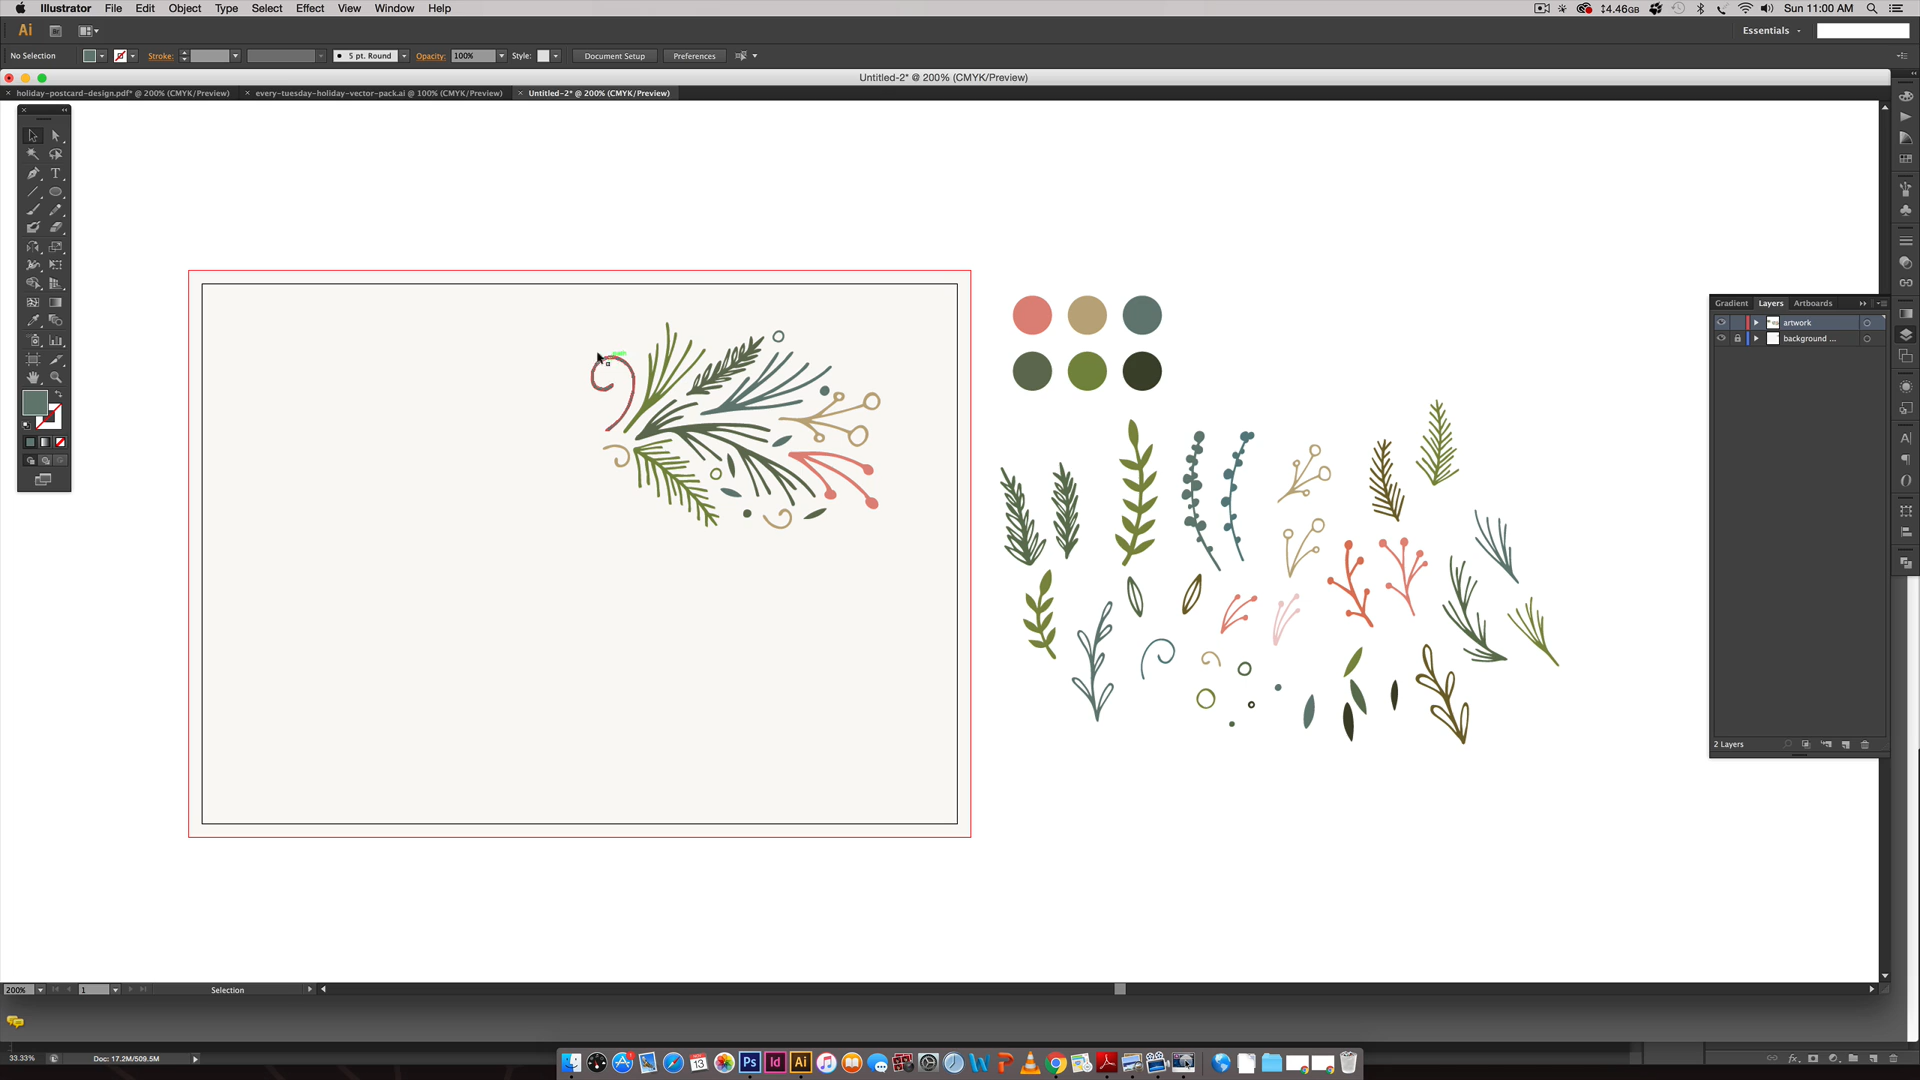 Illustrator File Edit Object Type Select Effect View Window Help
4.46GB Sun 11:00 AM
Ai Br Essentials
No Selection Stroke: 5 pt. Round Opacity: 100% Style: Document Setup Preferences
Untitled-2* @ 200% (CMYK/Preview)
holiday-postcard-design.pdf* @ 200% (CMYK/Preview) every-tuesday-holiday-vector-pack.ai @ 100% (CMYK/Preview) Untitled-2* @ 200% (CMYK/Preview)
Gradient Layers Artboards
artwork
background ...
2 Layers
200% 1 Selection
33.33% Doc: 17.2M/509.5M